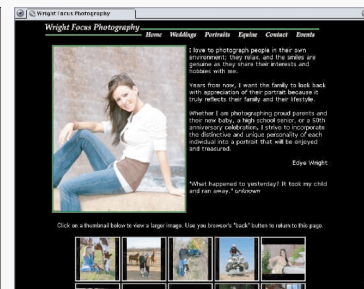 Wright Focus Photography
Wright Focus Photography
Home Weddings Portraits Equine Contact Events
I love to photograph people in their own
environment; they relax, and the smiles are
genuine as they share their interests and
hobbies with me.
Years from now, I want the family to look back
with appreciation of their portrait because it
truly reflects their family and their lifestyle.
Whether I am photographing proud parents and
their new baby, a high school senior, or a 50th
anniversary celebration, I strive to incorporate
the distinctive and unique personality of each
individual into a portrait that will be enjoyed
and treasured.
Edye Wright
"What happened to yesterday? It took my child
and ran away." unknown
Click on a thumbnail below to view a larger image. Use you browser's "back" button to return to this page.